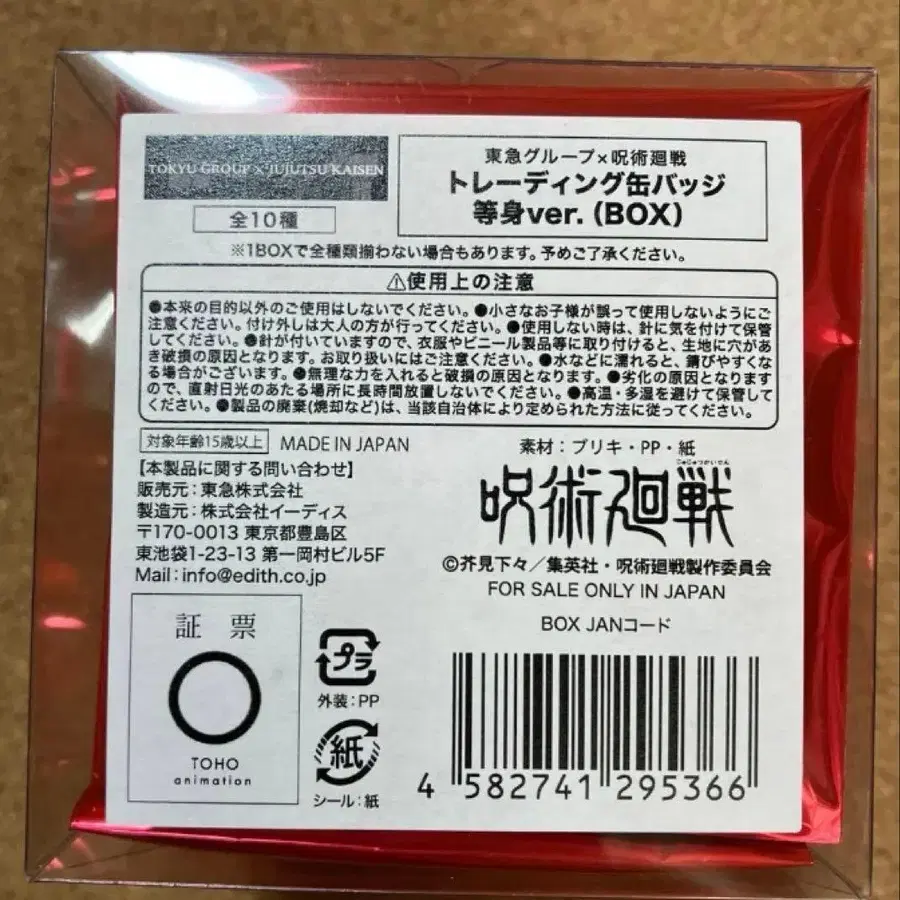 TOKYU GROUP × JUJUTSU KAISEN
全10種
東急グループ×呪術廻戦
トレーディング缶バッジ
等身ver. (BOX)
※1BOXで全種類揃わない場合もあります。予めご了承ください。
⚠使用上の注意
●本来の目的以外のご使用はしないでください。●小さなお子様が誤って使用しないようにご
注意ください。付け外しは大人の方が行ってください。●使用しない時は、針に気を付けて保管
してください。●針が付いていますので、衣服やビニール製品等に取り付けると、生地に穴があ
き破損の原因となります。お取り扱いにはご注意ください。●水などに濡れると、錆びやすくな
る場合がございます。●無理な力を入れると破損の原因となります。●劣化の原因となります
ので、直射日光のあたる場所に長時間放置しないでください。●高温・多湿を避けて保管して
ください。●製品の廃棄(焼却など)は、当該自治体により定められた方法に従ってください。
対象年齢15歳以上 MADE IN JAPAN
素材：ブリキ・PP・紙
【本製品に関する問い合わせ】
販売元：東急株式会社
製造元：株式会社イーディス
〒170-0013 東京都豊島区
東池袋1-23-13 第一岡村ビル5F
Mail：info@edith.co.jp
じゅじゅつかいせん
呪術廻戦
©芥見下々／集英社・呪術廻戦製作委員会
FOR SALE ONLY IN JAPAN
BOX JANコード
4 582741 295366
証票
TOHO
animation
プラ
外装：PP
紙
シール：紙